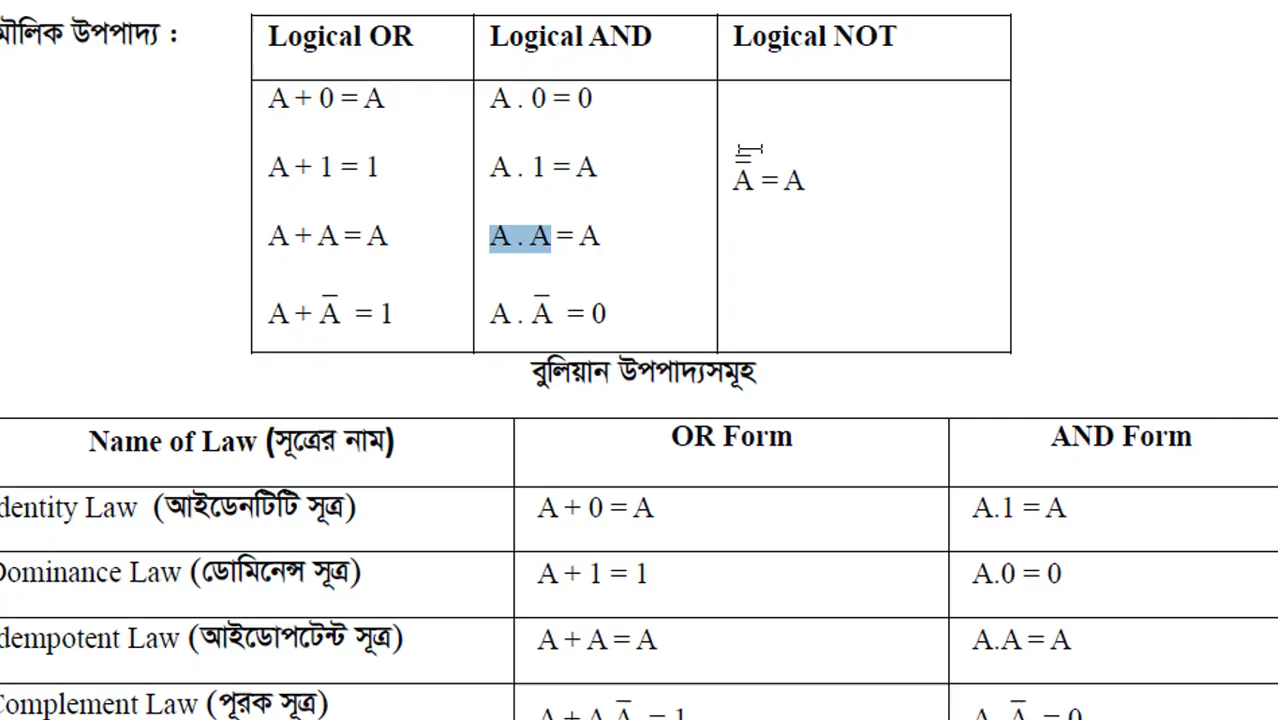 মৌলিক উপপাদ্য :
Logical OR Logical AND Logical NOT
A + 0 = A A . 0 = 0
A + 1 = 1 A . 1 = A
A̿ = A
A + A = A A . A = A
A + A̅ = 1 A . A̅ = 0
বুলিয়ান উপপাদ্যসমূহ
Name of Law (সূত্রের নাম) OR Form AND Form
dentity Law (আইডেনটিটি সূত্র) A + 0 = A A.1 = A
Dominance Law (ডোমিনেন্স সূত্র) A + 1 = 1 A.0 = 0
dempotent Law (আইডোপটেন্ট সূত্র) A + A = A A.A = A
Complement Law (পূরক সূত্র) A + A A̅ = 1 A. A̅ = 0